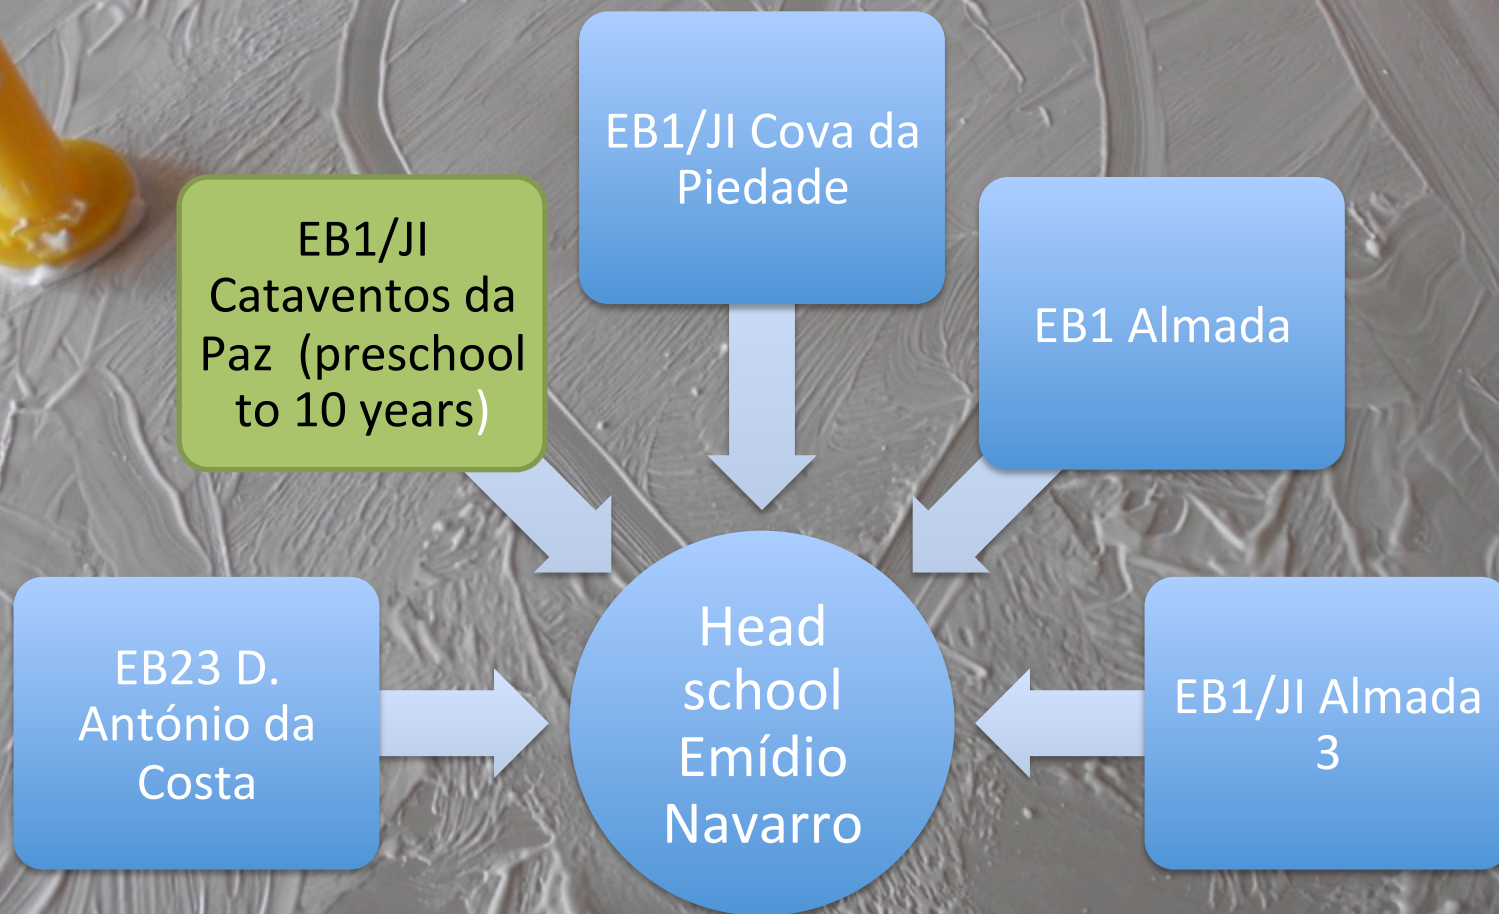 EB1/JI Cova da
Piedade
EB1/JI
Cataventos da
Paz  (preschool
to 10 years)
EB1 Almada
EB23 D.
António da
Costa
Head
school
Emídio
Navarro
EB1/JI Almada
3